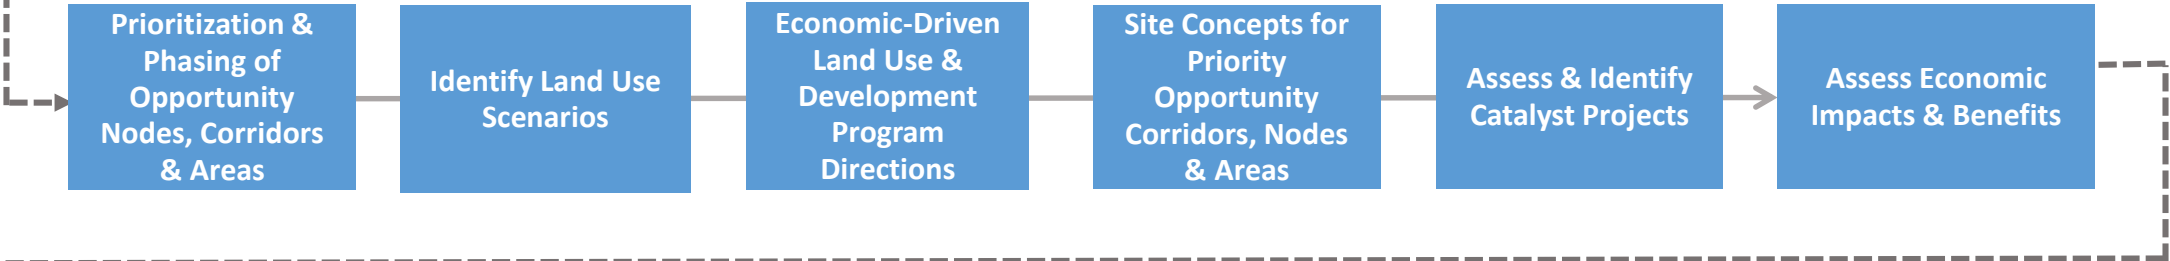 Prioritization &
Phasing of
Opportunity
Nodes, Corridors
& Areas
Identify Land Use
Scenarios
Economic-Driven
Land Use &
Development
Program
Directions
Site Concepts for
Priority
Opportunity
Corridors, Nodes
& Areas
Assess & Identify
Catalyst Projects
Assess Economic
Impacts & Benefits